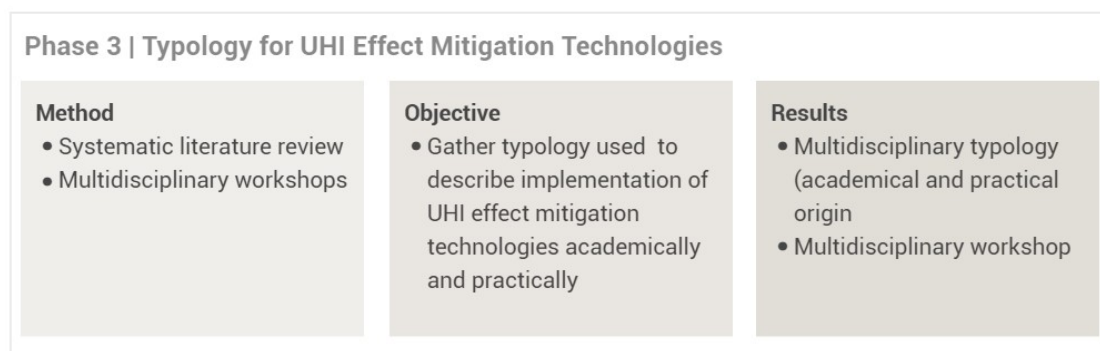 Phase 3 | Typology for UHI Effect Mitigation Technologies
Method
• Systematic literature review
• Multidisciplinary workshops
Objective
• Gather typology used to
describe implementation of
UHI effect mitigation
technologies academically
and practically
Results
• Multidisciplinary typology
(academical and practical
origin
• Multidisciplinary workshop